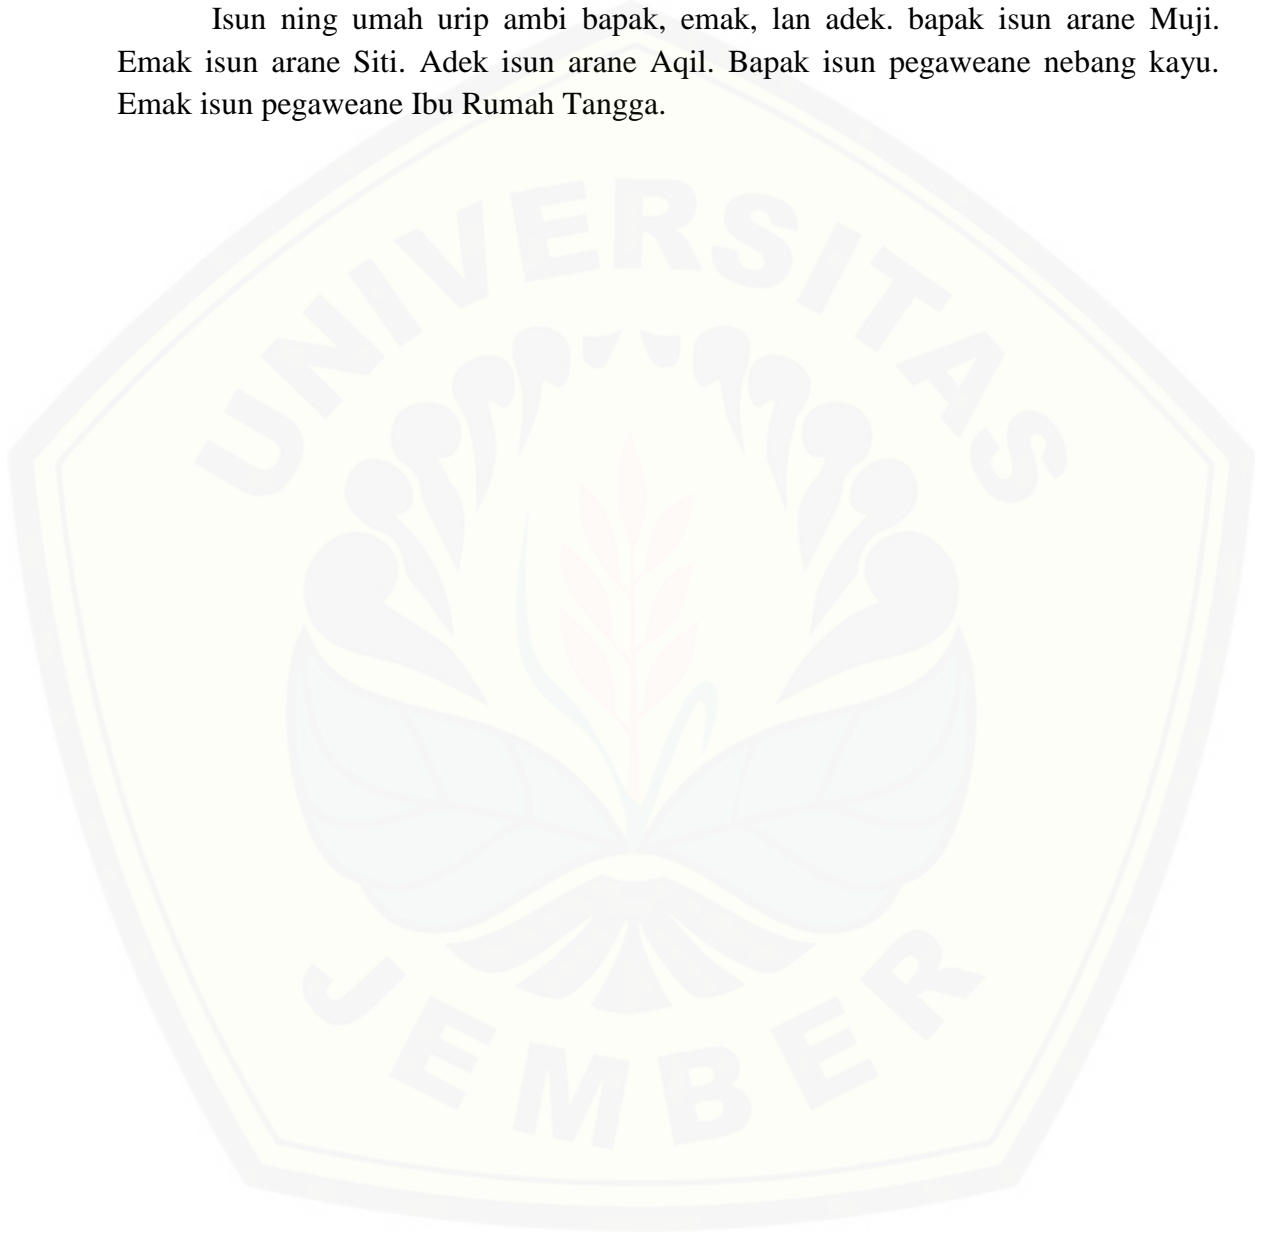 Isun ning umah urip ambi bapak, emak, lan adek. bapak isun arane Muji.
Emak isun arane Siti. Adek isun arane Aqil. Bapak isun pegaweane nebang kayu.
Emak isun pegaweane Ibu Rumah Tangga.
UNIVERSITAS
JEMBER